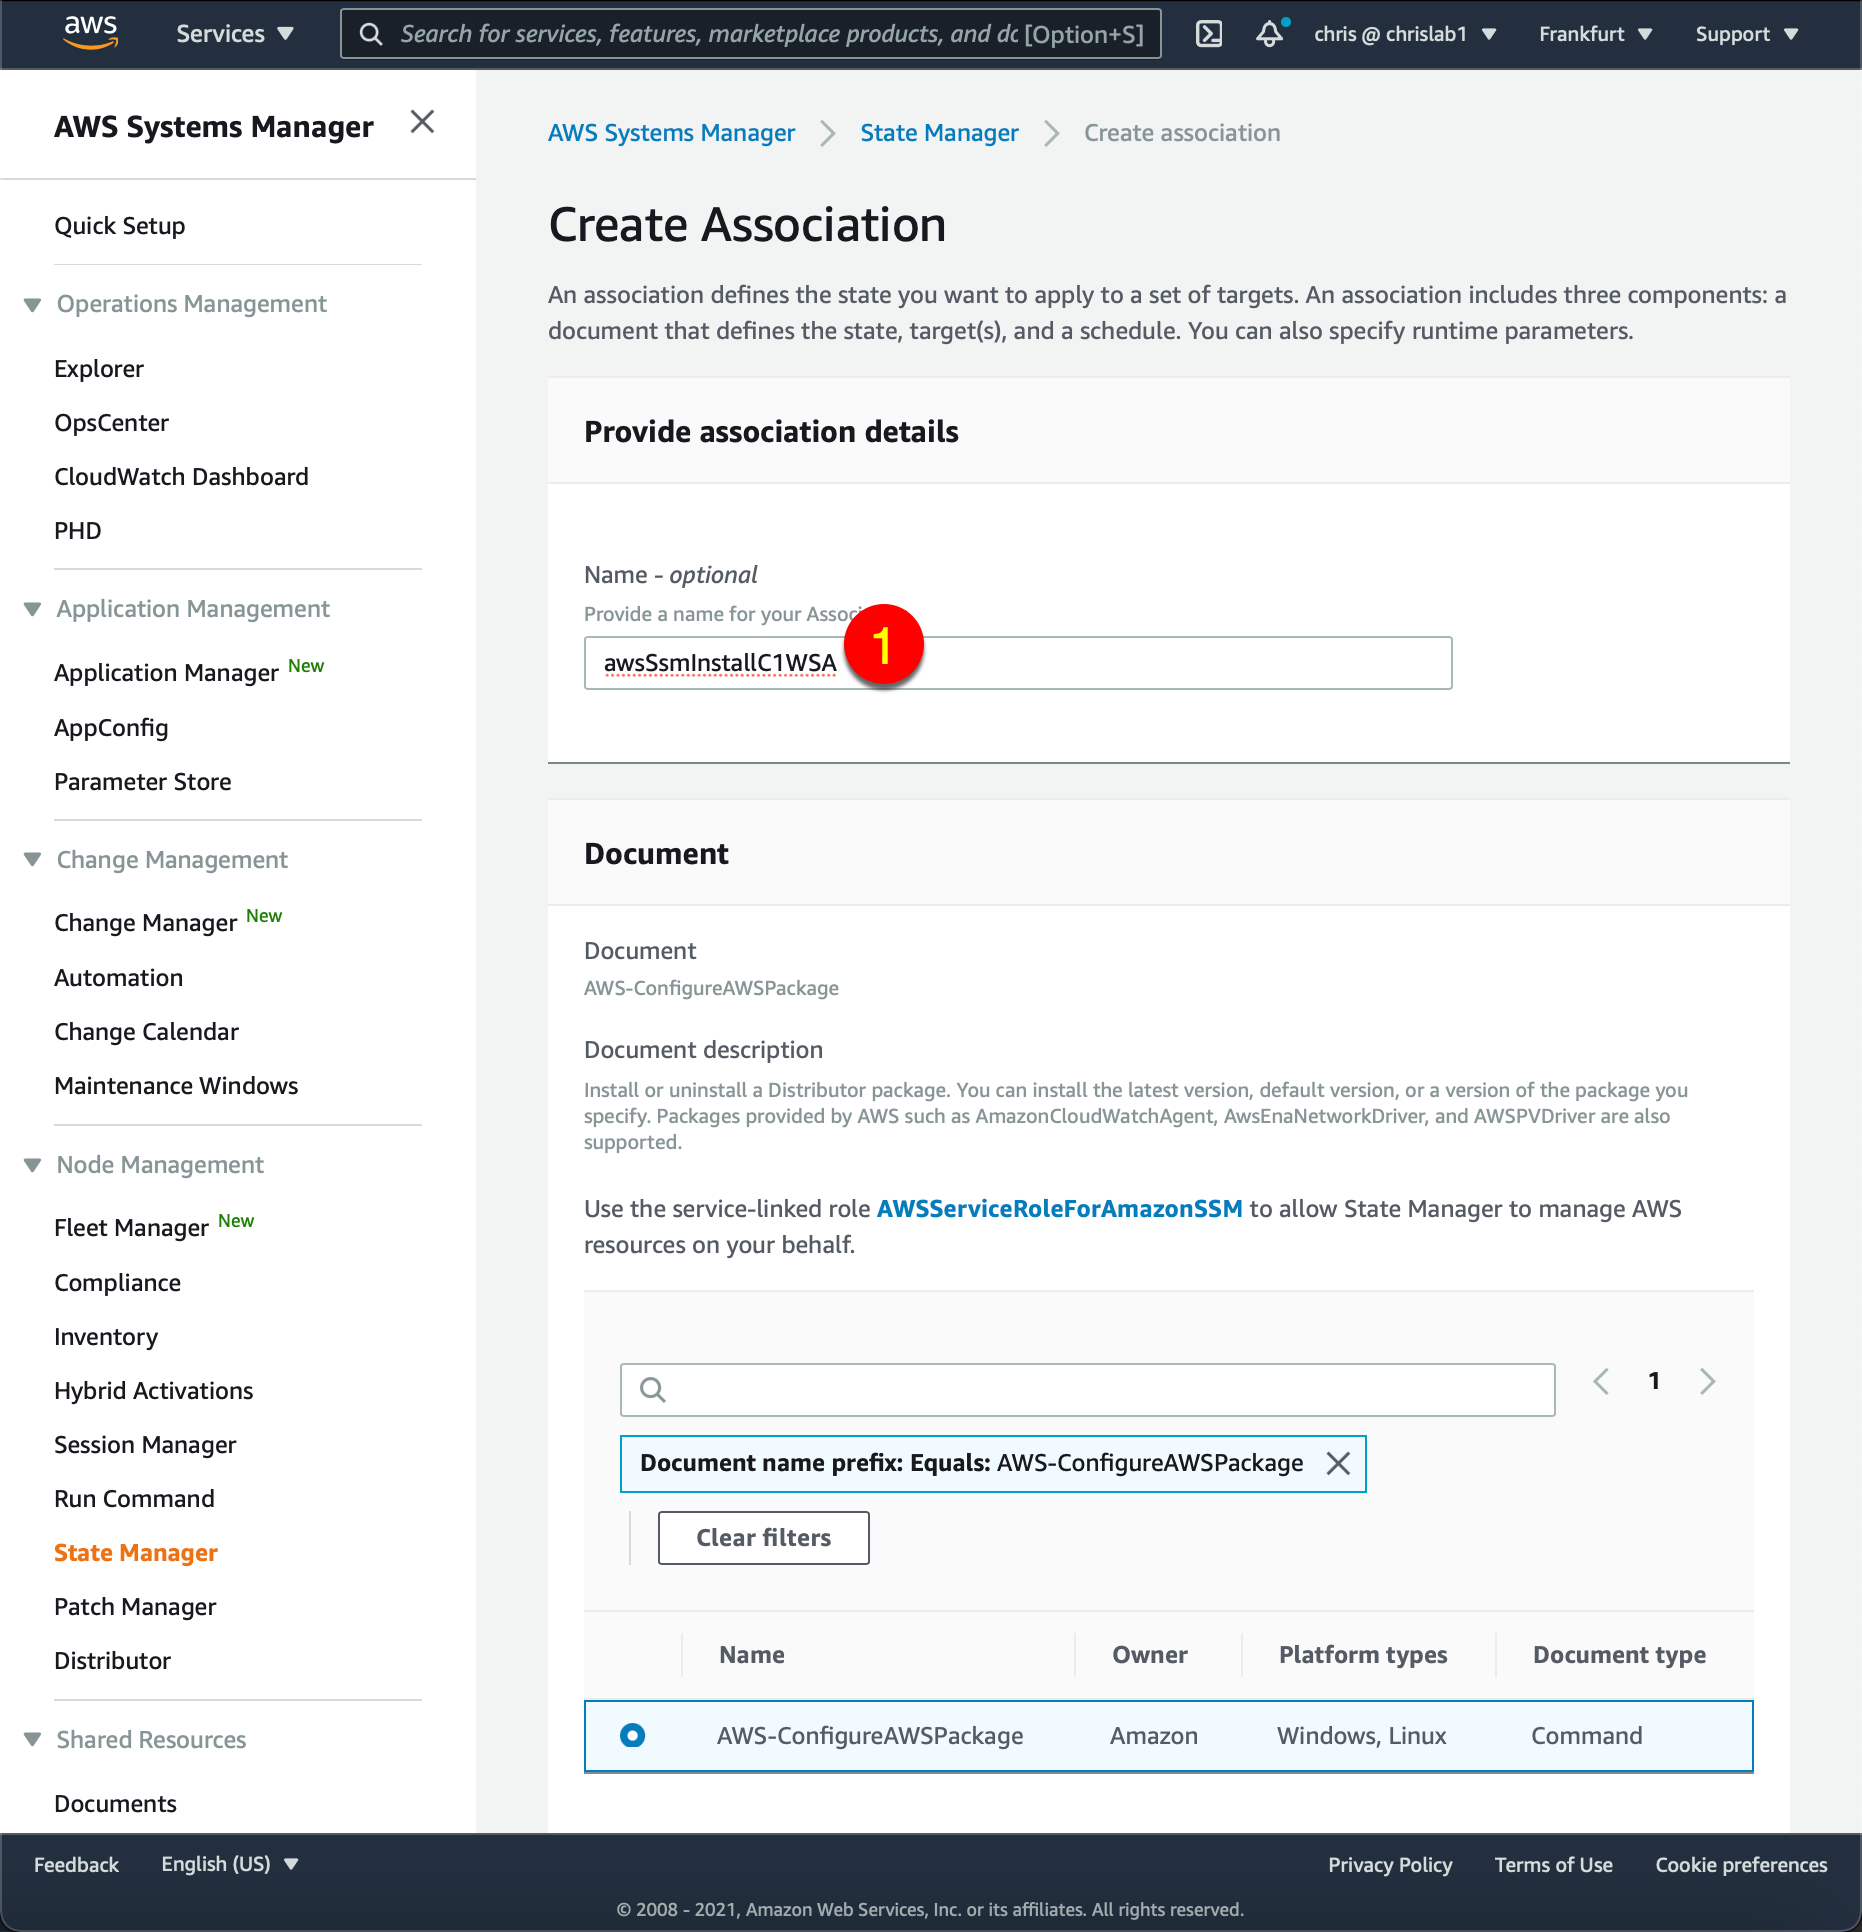 aws
Services
Search for services, features, marketplace products, and dc [Option+S]
chris @ chrislab1
Frankfurt
Support
AWS Systems Manager
Quick Setup
Operations Management
Explorer
OpsCenter
CloudWatch Dashboard
PHD
Application Management
Application Manager New
AppConfig
Parameter Store
Change Management
Change Manager New
Automation
Change Calendar
Maintenance Windows
Node Management
Fleet Manager New
Compliance
Inventory
Hybrid Activations
Session Manager
Run Command
State Manager
Patch Manager
Distributor
Shared Resources
Documents
AWS Systems Manager
State Manager
Create association
Create Association
An association defines the state you want to apply to a set of targets. An association includes three components: a
document that defines the state, target(s), and a schedule. You can also specify runtime parameters.
Provide association details
Name - optional
Provide a name for your Associ
awsSsmInstallC1WSA
1
Document
Document
AWS-ConfigureAWSPackage
Document description
Install or uninstall a Distributor package. You can install the latest version, default version, or a version of the package you
specify. Packages provided by AWS such as AmazonCloudWatchAgent, AwsEnaNetworkDriver, and AWSPVDriver are also
supported.
Use the service-linked role AWSServiceRoleForAmazonSSM to allow State Manager to manage AWS
resources on your behalf.
1
Document name prefix: Equals: AWS-ConfigureAWSPackage
Clear filters
Name Owner Platform types Document type
AWS-ConfigureAWSPackage Amazon Windows, Linux Command
Feedback
English (US)
Privacy Policy
Terms of Use
Cookie preferences
© 2008 - 2021, Amazon Web Services, Inc. or its affiliates. All rights reserved.